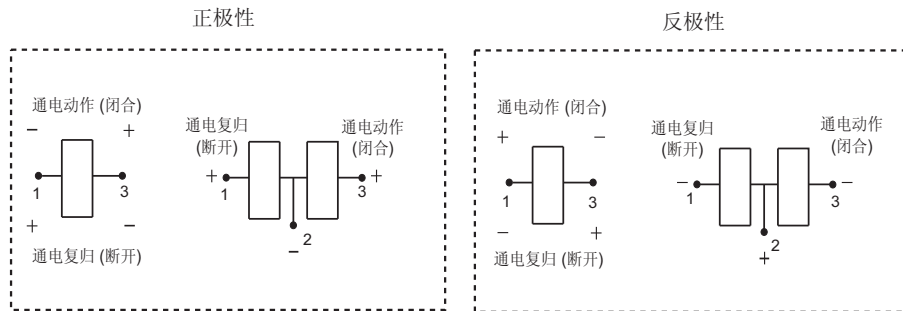 正极性
反极性
通电动作 (闭合)
− +
1 3
+ −
通电复归 (断开)
通电复归
(断开)
通电动作
(闭合)
+ +
1 3
2
−
通电动作 (闭合)
+ −
1 3
− +
通电复归 (断开)
通电复归
(断开)
通电动作
(闭合)
− −
1 3
2
+